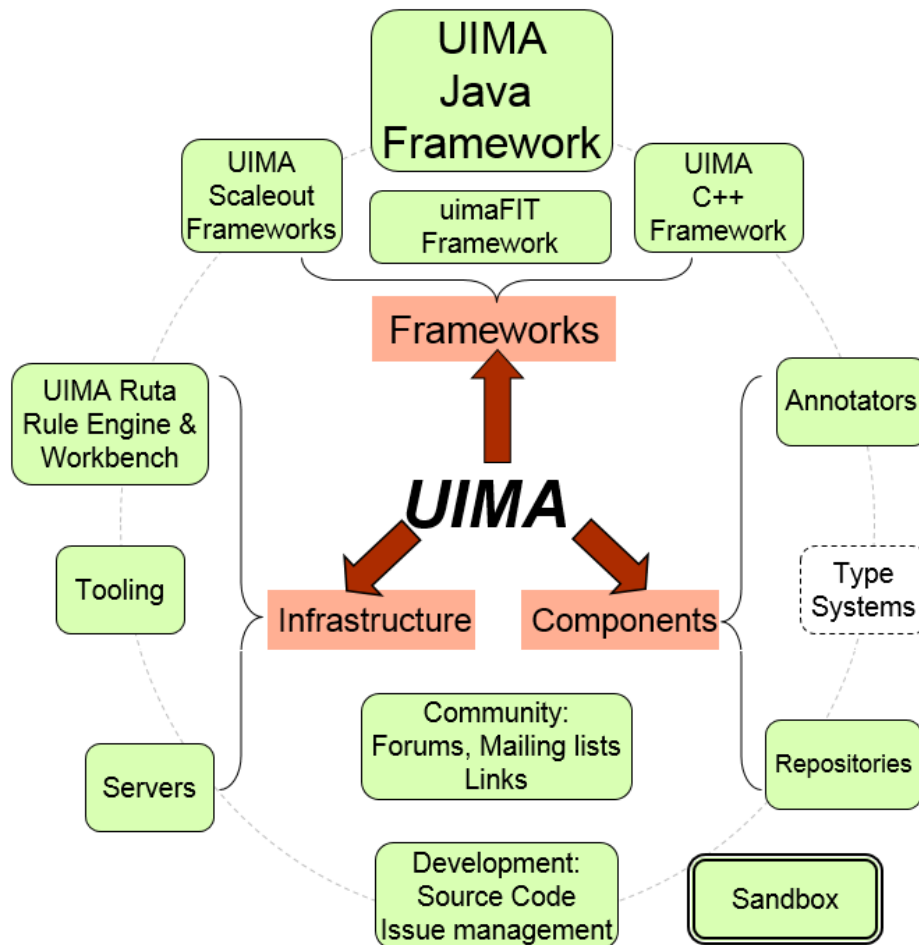 UIMA
Java
Framework
UIMA
Scaleout
Frameworks
uimaFIT
Framework
UIMA
C++
Framework
Frameworks
UIMA Ruta
Rule Engine &
Workbench
Annotators
UIMA
Tooling
Type
Systems
Infrastructure
Components
Community:
Forums, Mailing lists
Links
Servers
Repositories
Development:
Source Code
Issue management
Sandbox